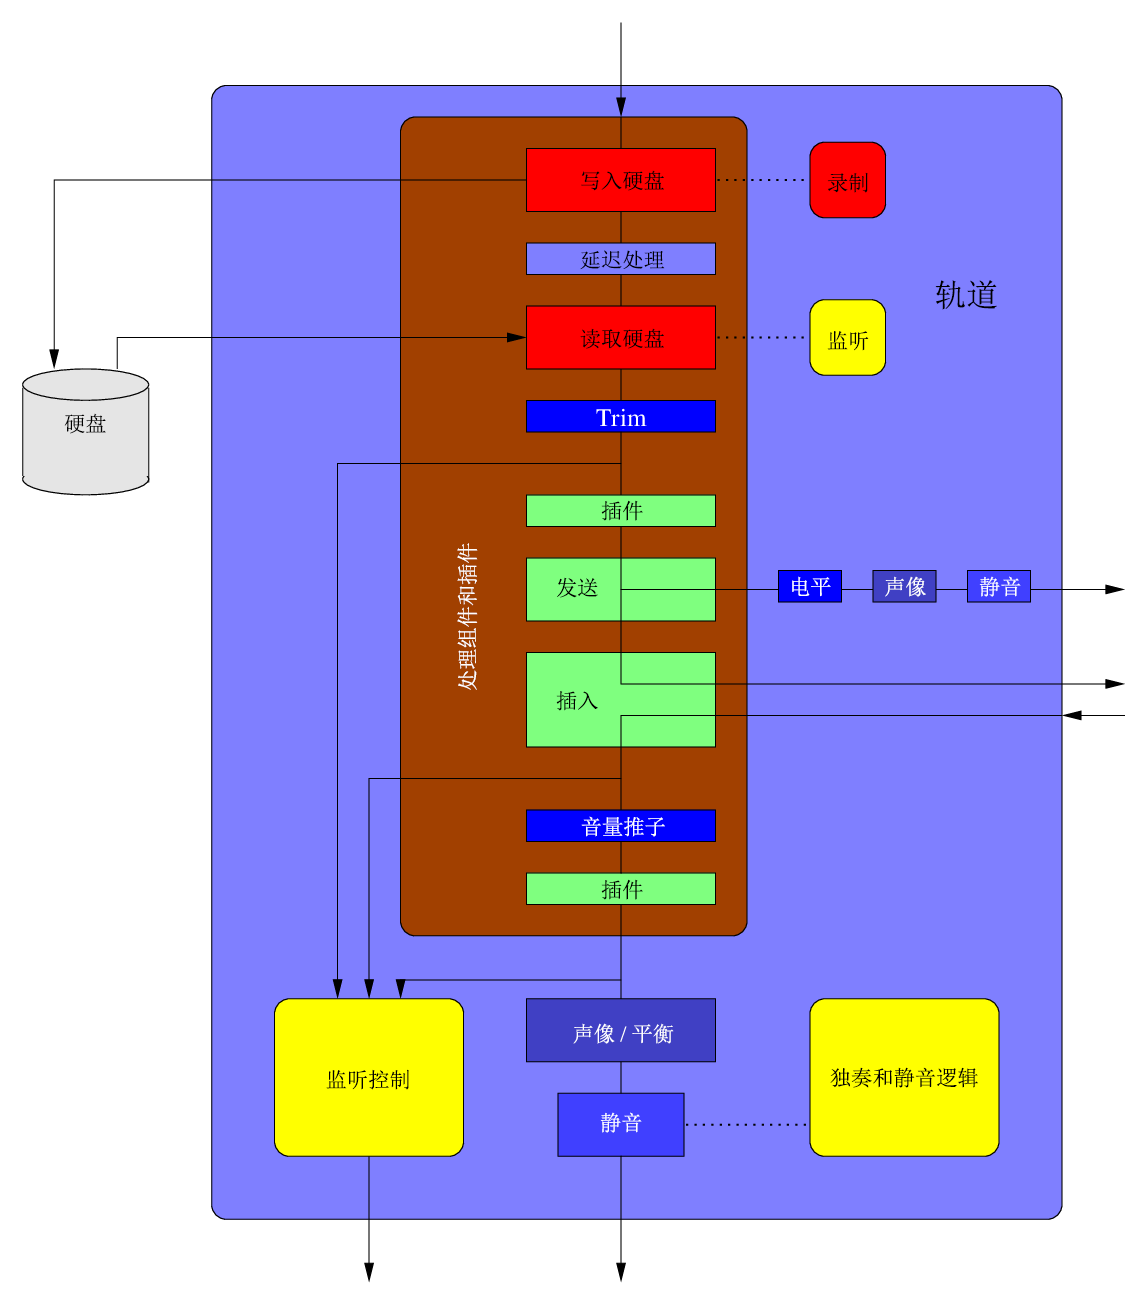 写入硬盘
录制
延迟处理
轨道
读取硬盘
监听
硬盘
Trim
插件
处理组件和插件
发送
电平
声像
静音
插入
音量推子
插件
声像 / 平衡
监听控制
独奏和静音逻辑
静音